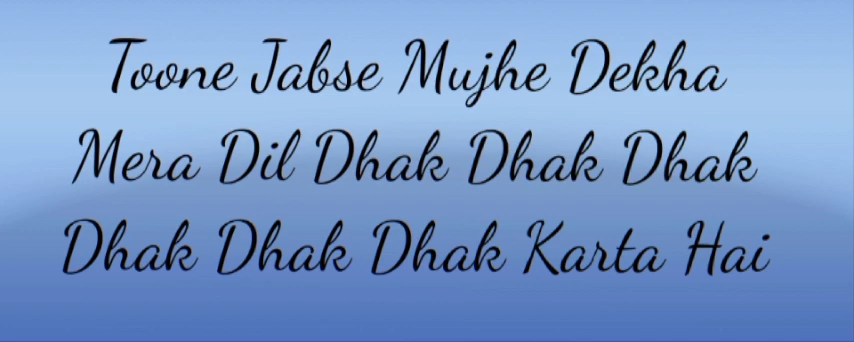 Toone Jabse Mujhe Dekha
Mera Dil Dhak Dhak Dhak
Dhak Dhak Dhak Karta Hai